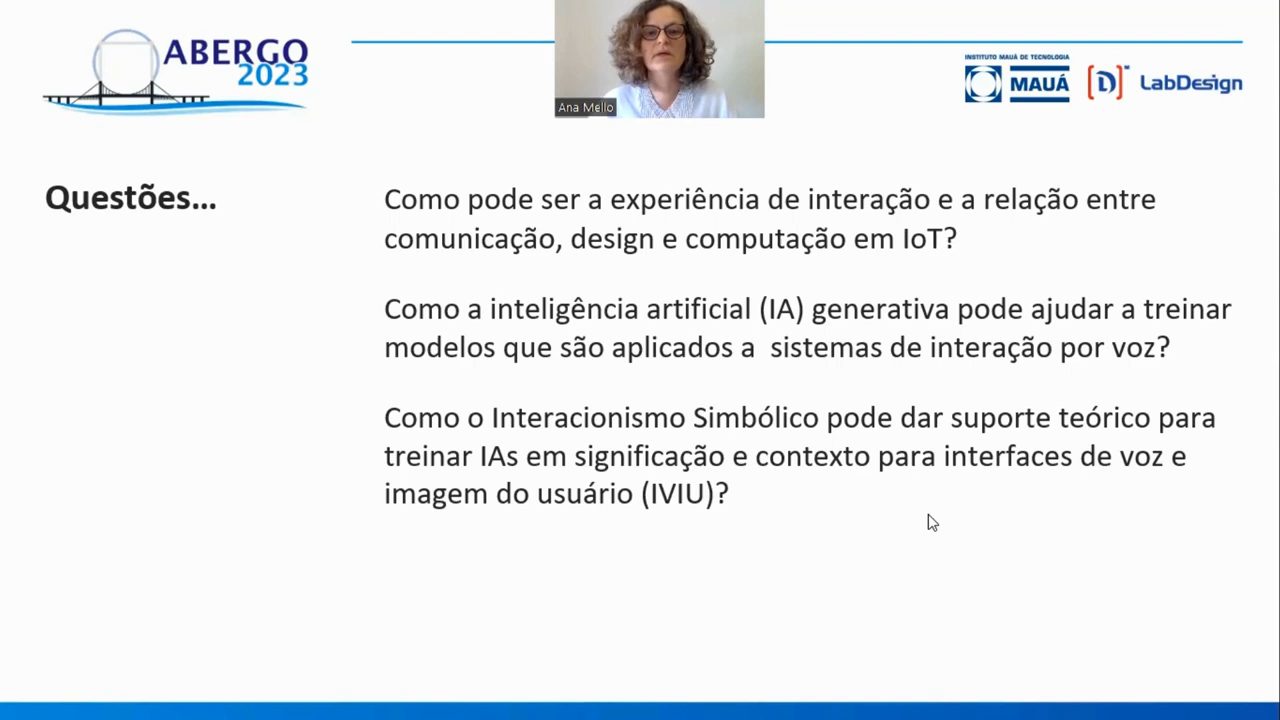 ABERGO
2023
Ana Mello
INSTITUTO MAUÁ DE TECNOLOGIA
MAUÁ
LabDesign
Questões...
Como pode ser a experiência de interação e a relação entre
comunicação, design e computação em IoT?
Como a inteligência artificial (IA) generativa pode ajudar a treinar
modelos que são aplicados a  sistemas de interação por voz?
Como o Interacionismo Simbólico pode dar suporte teórico para
treinar IAs em significação e contexto para interfaces de voz e
imagem do usuário (IVIU)?